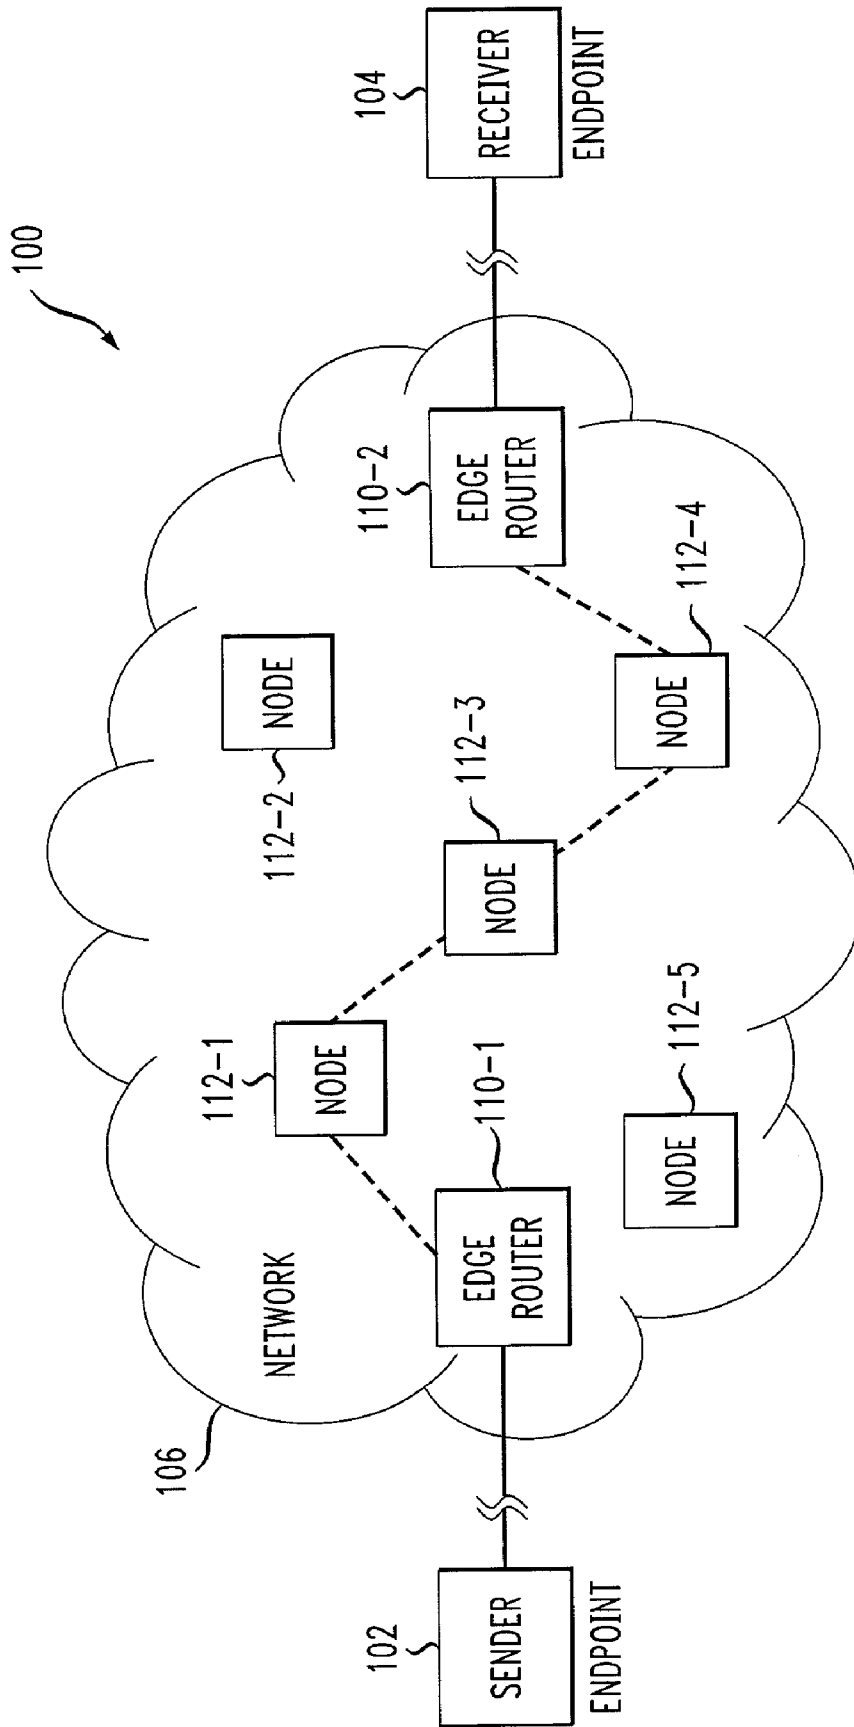 100
106
NETWORK
112-1
NODE
112-2
NODE
110-2
EDGE
ROUTER
102
SENDER
ENDPOINT
EDGE
ROUTER
110-1
NODE
112-3
104
RECEIVER
ENDPOINT
NODE
112-5
NODE
112-4